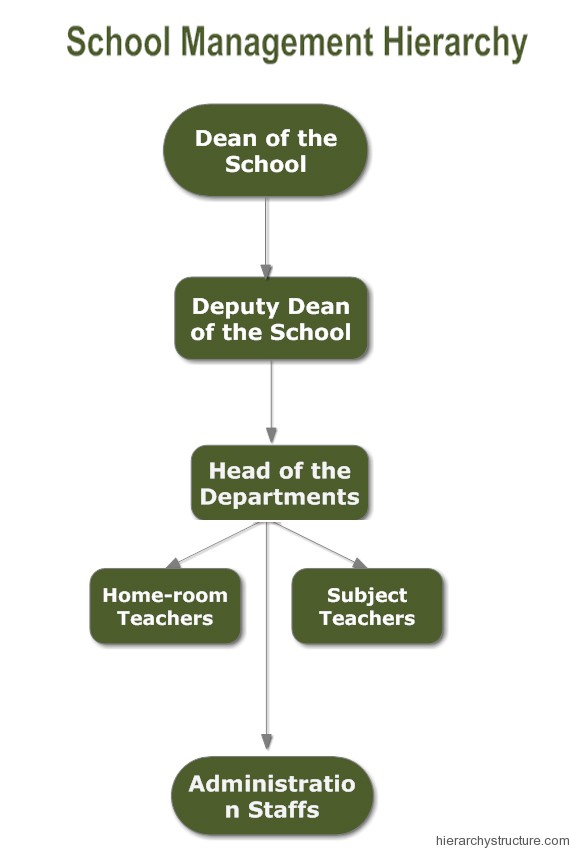 School Management Hierarchy
Dean of the
School
Deputy Dean
of the School
Head of the
Departments
Home-room
Teachers
Subject
Teachers
Administratio
n Staffs
hierarchystructure.com